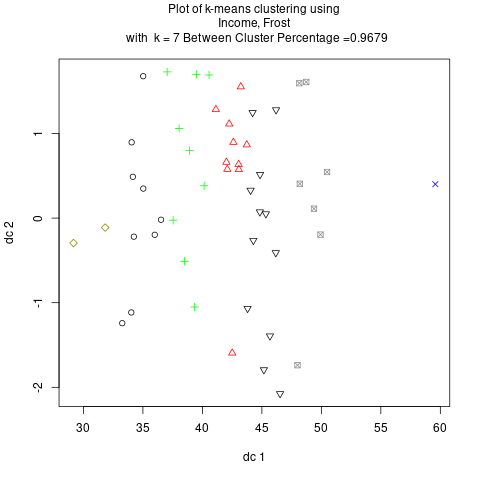 Plot of k-means clustering using
Income, Frost
with  k = 7 Between Cluster Percentage =0.9679
1
0
-1
-2
dc 2
30 35 40 45 50 55 60
dc 1